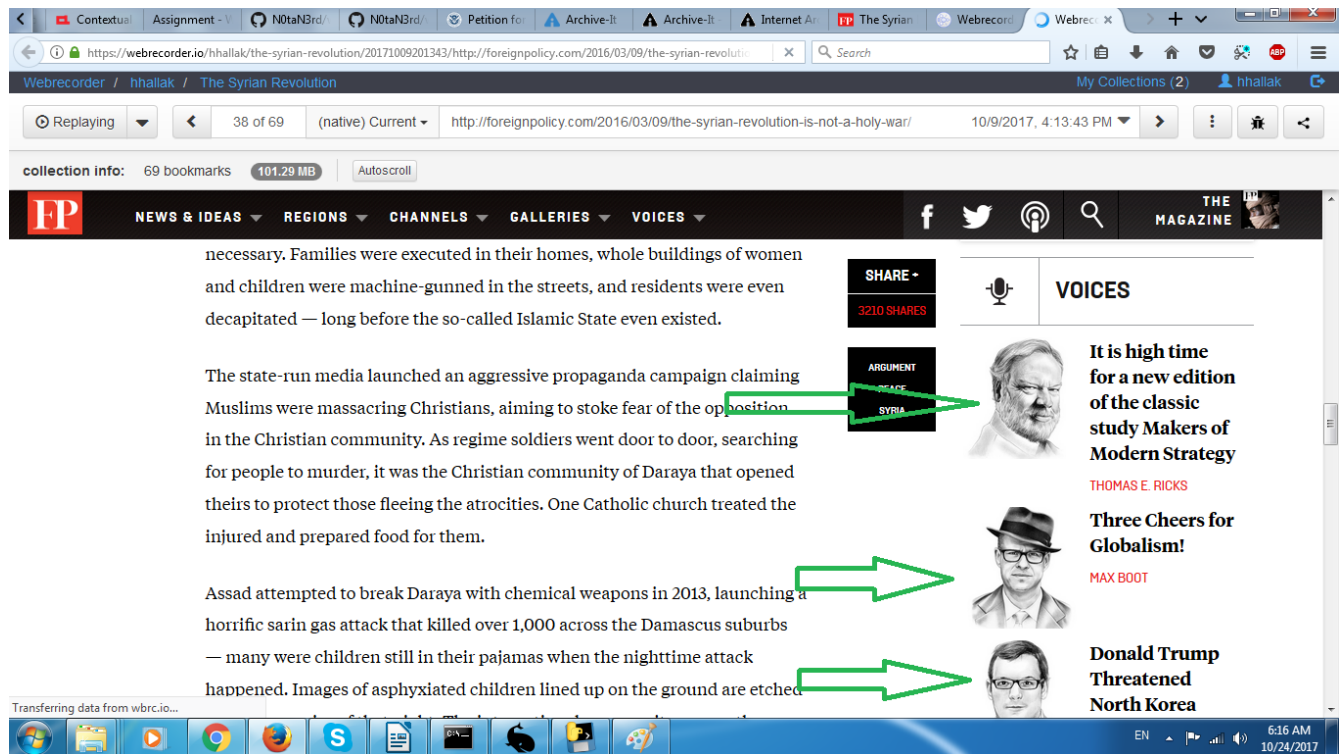 Contextual
Assignment - W
N0taN3rd/
N0taN3rd/
Petition for
Archive-It
Archive-It
Internet Ar
The Syrian
Webrecord
Webrec
https://webrecorder.io/hhallak/the-syrian-revolution/20171009201343/http://foreignpolicy.com/2016/03/09/the-syrian-revolutio
Search
ABP
Webrecorder / hhallak / The Syrian Revolution
My Collections (2)
hhallak
Replaying
38 of 69
(native) Current
http://foreignpolicy.com/2016/03/09/the-syrian-revolution-is-not-a-holy-war/
10/9/2017, 4:13:43 PM
collection info: 69 bookmarks 101.29 MB Autoscroll
FP
NEWS & IDEAS REGIONS CHANNELS GALLERIES VOICES
THE
MAGAZINE
necessary. Families were executed in their homes, whole buildings of women
and children were machine-gunned in the streets, and residents were even
decapitated — long before the so-called Islamic State even existed.
The state-run media launched an aggressive propaganda campaign claiming
Muslims were massacring Christians, aiming to stoke fear of the opposition
in the Christian community. As regime soldiers went door to door, searching
for people to murder, it was the Christian community of Daraya that opened
theirs to protect those fleeing the atrocities. One Catholic church treated the
injured and prepared food for them.
Assad attempted to break Daraya with chemical weapons in 2013, launching a
horrific sarin gas attack that killed over 1,000 across the Damascus suburbs
— many were children still in their pajamas when the nighttime attack
happened. Images of asphyxiated children lined up on the ground are etched
SHARE +
3210 SHARES
ARGUMENT
PEACE
SYRIA
VOICES
It is high time
for a new edition
of the classic
study Makers of
Modern Strategy
THOMAS E. RICKS
Three Cheers for
Globalism!
MAX BOOT
Donald Trump
Threatened
North Korea
Transferring data from wbrc.io...
EN
6:16 AM
10/24/2017